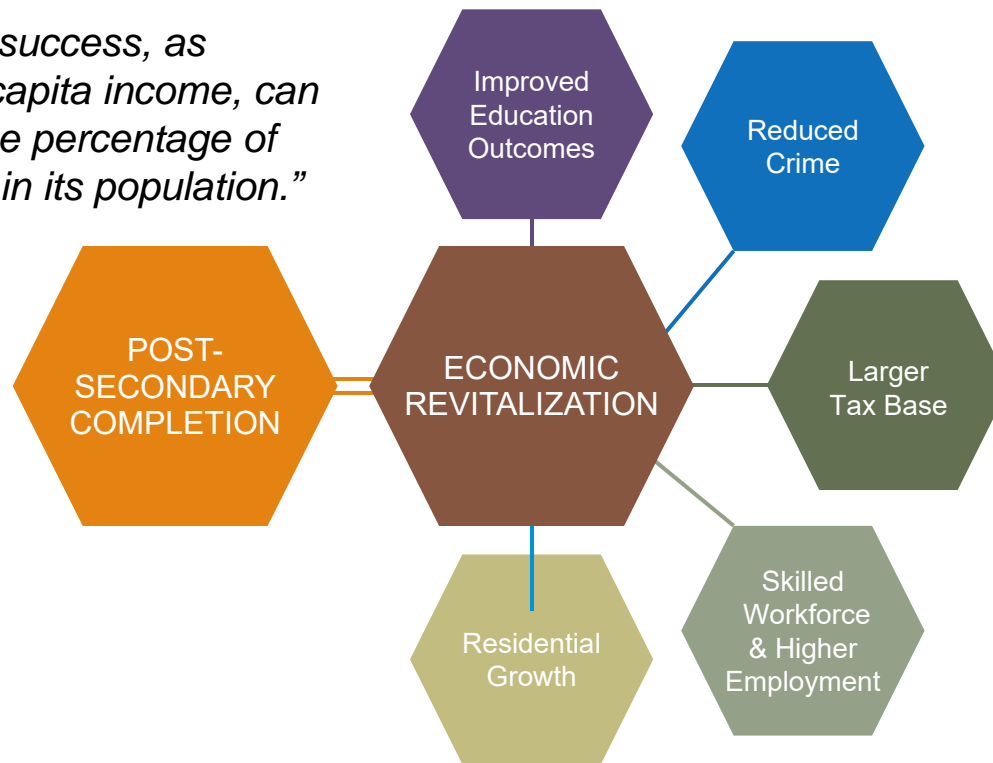 success, as
capita income, can
e percentage of
in its population.”
Improved
Education
Outcomes
Reduced
Crime
POST-
SECONDARY
COMPLETION
ECONOMIC
REVITALIZATION
Larger
Tax Base
Skilled
Workforce
& Higher
Employment
Residential
Growth